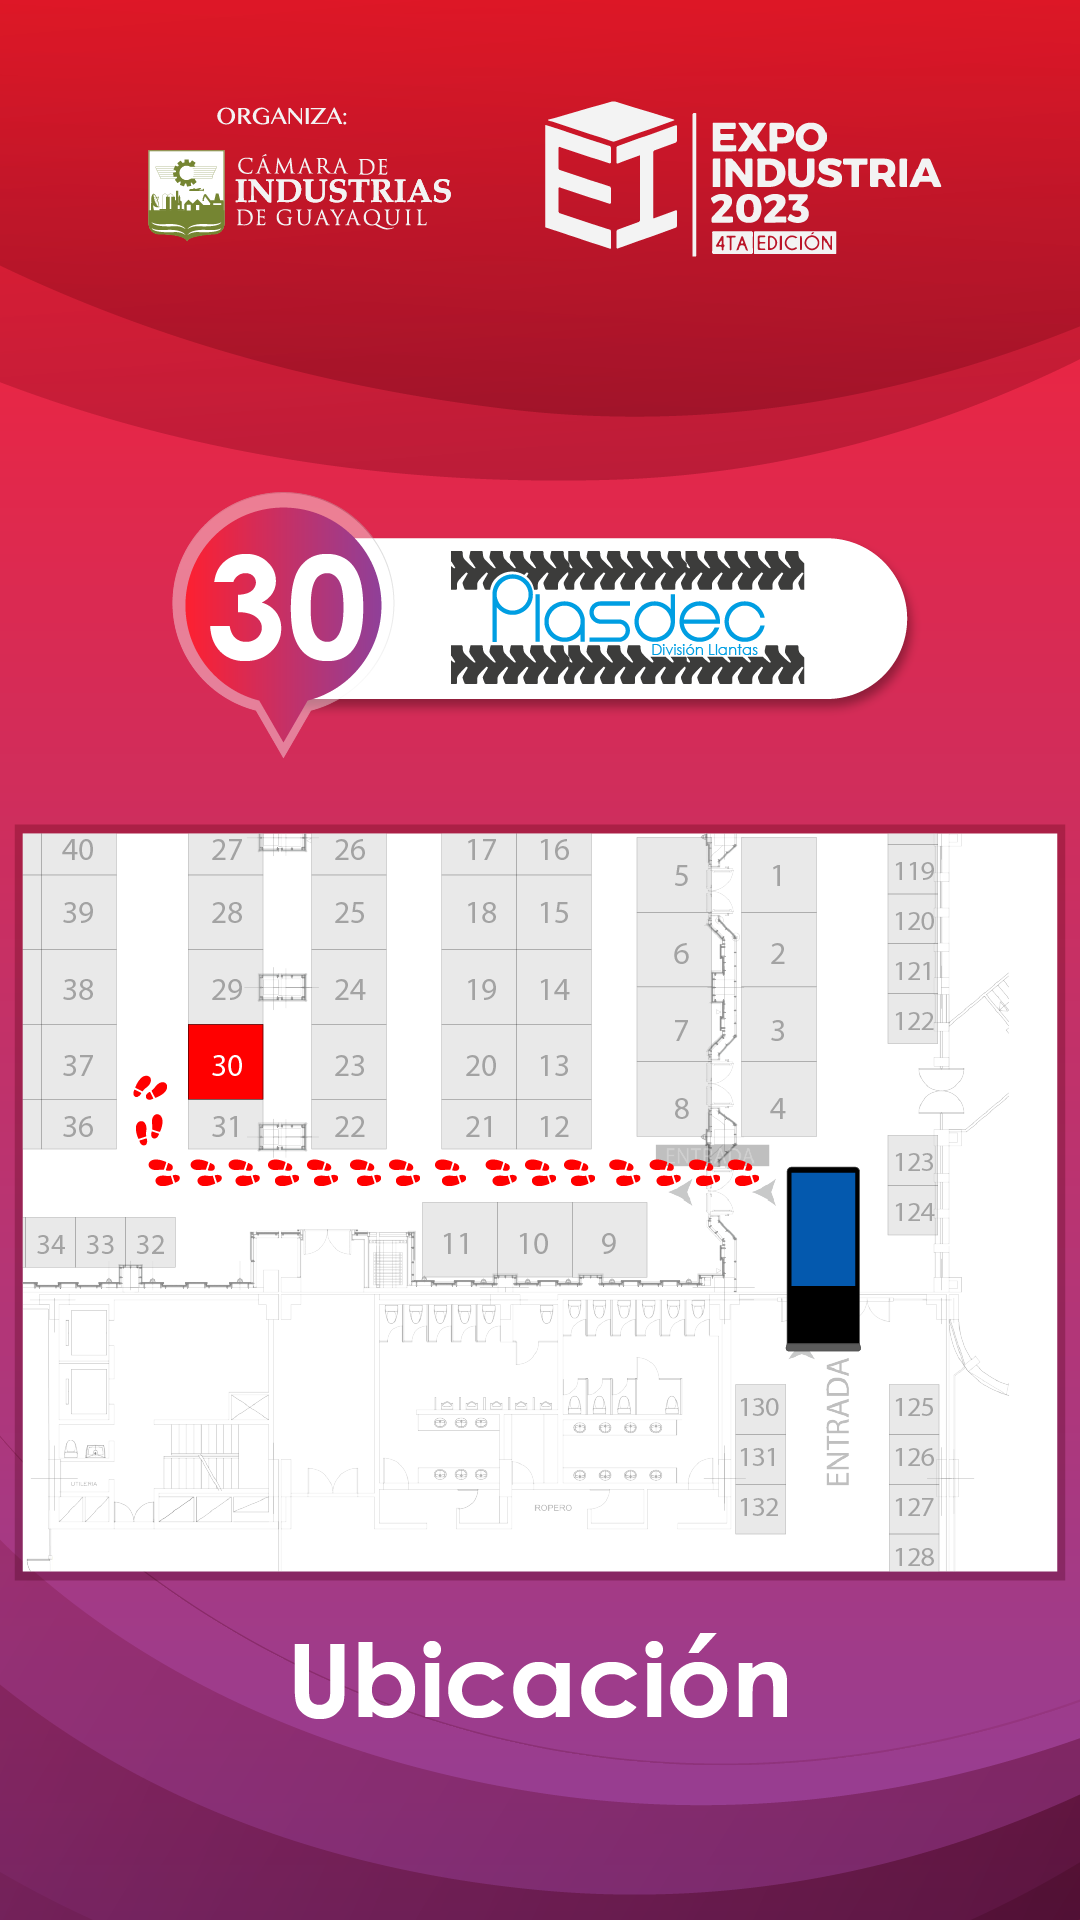 ORGANIZA:
CÁMARA DE
INDUSTRIAS
DE GUAYAQUIL
EI
EXPO
INDUSTRIA
2023
4TA EDICIÓN
30
Plasdec
División Llantas
40 27 26 17 16 5 1 119
39 28 25 18 15 120
38 29 24 19 14 6 2 121
122
37 30 23 20 13 7 3
36 31 22 21 12 8 4
ENTRADA
123
124
34 33 32 11 10 9
ENTRADA
130 125
131 126
UTILERIA
132 127
ROPERO
128
Ubicación